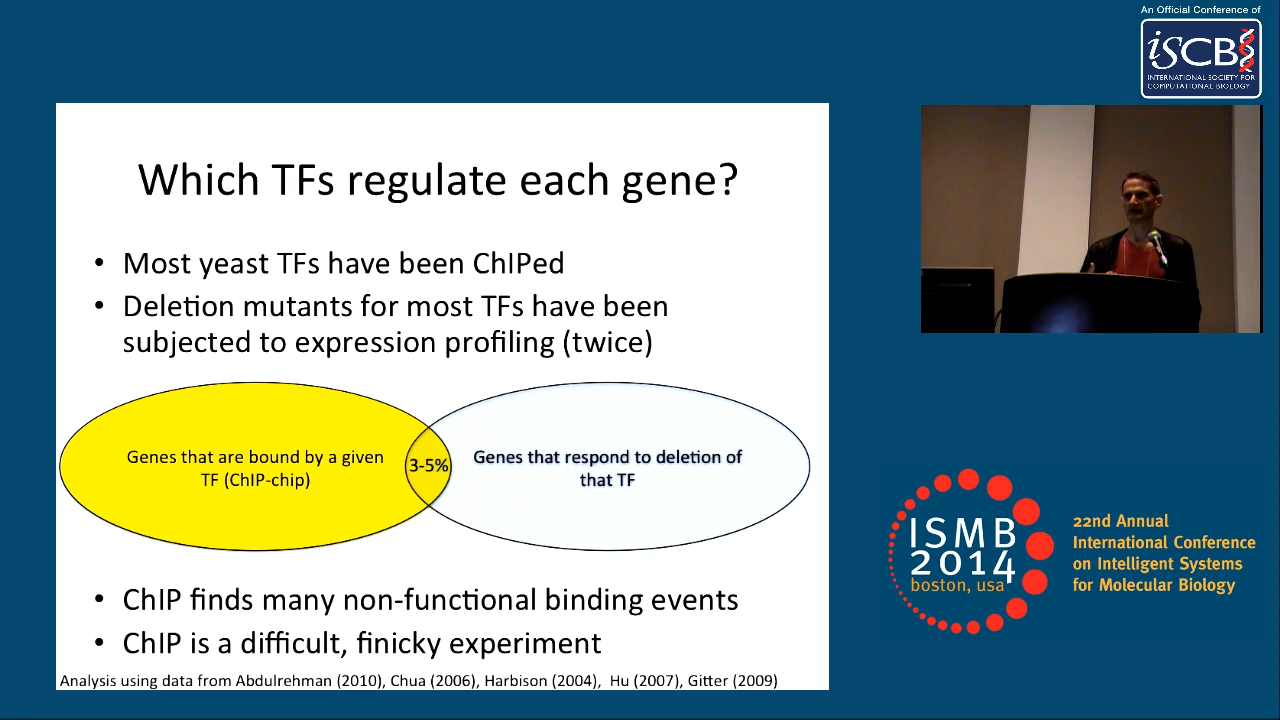 An Official Conference of
iSCB
INTERNATIONAL SOCIETY FOR
COMPUTATIONAL BIOLOGY
Which TFs regulate each gene?
• Most yeast TFs have been ChIPed
• Deletion mutants for most TFs have been
subjected to expression profiling (twice)
Genes that are bound by a given
TF (ChIP-chip)
3-5%
Genes that respond to deletion of
that TF
• ChIP finds many non-functional binding events
• ChIP is a difficult, finicky experiment
Analysis using data from Abdulrehman (2010), Chua (2006), Harbison (2004), Hu (2007), Gitter (2009)
ISMB
2014
boston, usa
22nd Annual
International Conference
on Intelligent Systems
for Molecular Biology